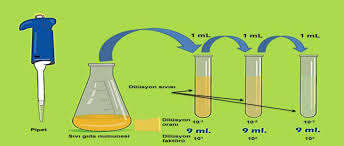 1 mL
1 mL
1 mL
Dilüsyon sıvısı
Pipet
Sıvı gıda numunesi
Dilüsyon
oranı
Dilüsyon
faktörü
10⁻¹
10⁻²
10⁻³
9 ml.
9 ml.
9 ml.
10¹
10²
10³